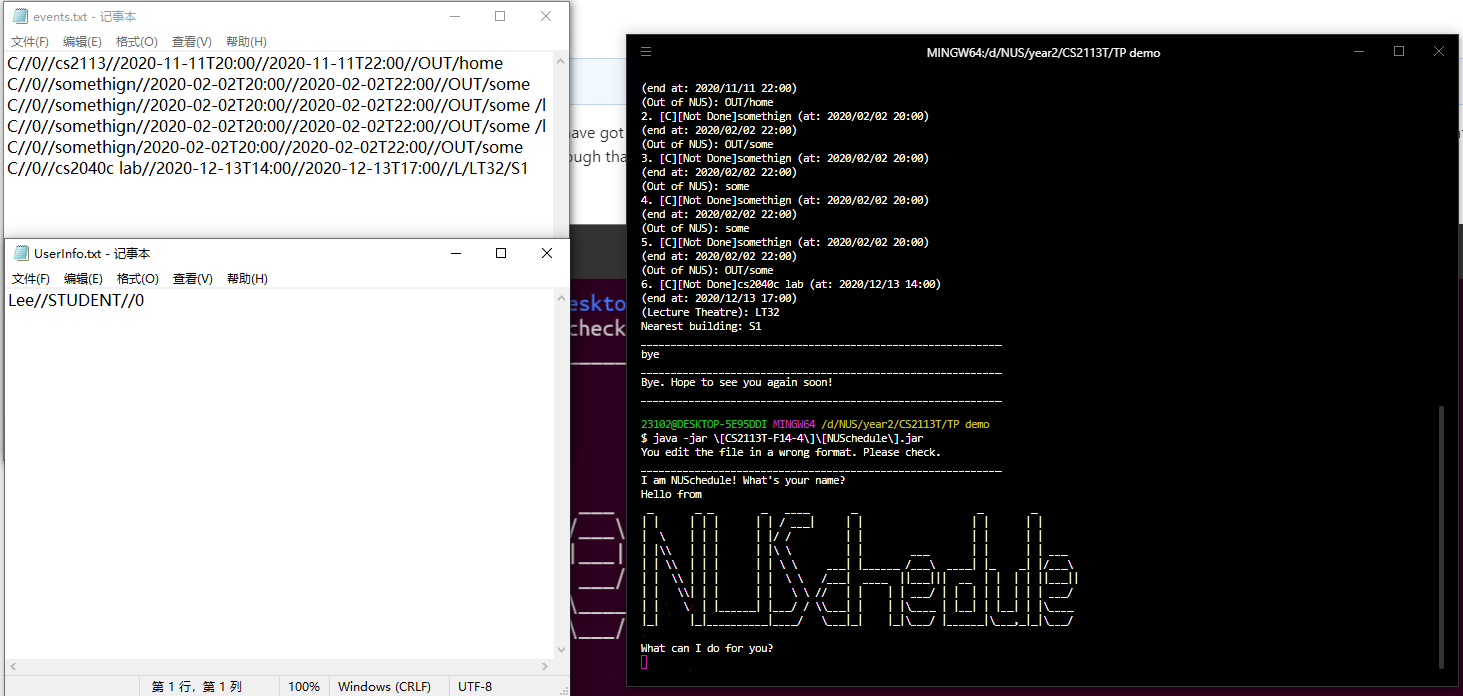 events.txt - 记事本
文件(F) 编辑(E) 格式(O) 查看(V) 帮助(H)
C//0//cs2113//2020-11-11T20:00//2020-11-11T22:00//OUT/home
C//0//somethign//2020-02-02T20:00//2020-02-02T22:00//OUT/some
C//0//somethign//2020-02-02T20:00//2020-02-02T22:00//OUT/some /l
C//0//somethign//2020-02-02T20:00//2020-02-02T22:00//OUT/some /l
C//0//somethign/2020-02-02T20:00//2020-02-02T22:00//OUT/some
C//0//cs2040c lab//2020-12-13T14:00//2020-12-13T17:00//L/LT32/S1
UserInfo.txt - 记事本
文件(F) 编辑(E) 格式(O) 查看(V) 帮助(H)
Lee//STUDENT//0
第 1 行，第 1 列 100% Windows (CRLF) UTF-8
have got
ough tha
eskto
check
MINGW64:/d/NUS/year2/CS2113T/TP demo
(end at: 2020/11/11 22:00)
(Out of NUS): OUT/home
2. [C][Not Done]somethign (at: 2020/02/02 20:00)
(end at: 2020/02/02 22:00)
(Out of NUS): OUT/some
3. [C][Not Done]somethign (at: 2020/02/02 20:00)
(end at: 2020/02/02 22:00)
(Out of NUS): some
4. [C][Not Done]somethign (at: 2020/02/02 20:00)
(end at: 2020/02/02 22:00)
(Out of NUS): some
5. [C][Not Done]somethign (at: 2020/02/02 20:00)
(end at: 2020/02/02 22:00)
(Out of NUS): OUT/some
6. [C][Not Done]cs2040c lab (at: 2020/12/13 14:00)
(end at: 2020/12/13 17:00)
(Lecture Theatre): LT32
Nearest building: S1
bye
Bye. Hope to see you again soon!
23102@DESKTOP-5E95DDI MINGW64 /d/NUS/year2/CS2113T/TP demo
$ java -jar \[CS2113T-F14-4\]\[NUSchedule\].jar
You edit the file in a wrong format. Please check.
I am NUSchedule! What's your name?
Hello from
NUSchedule
What can I do for you?